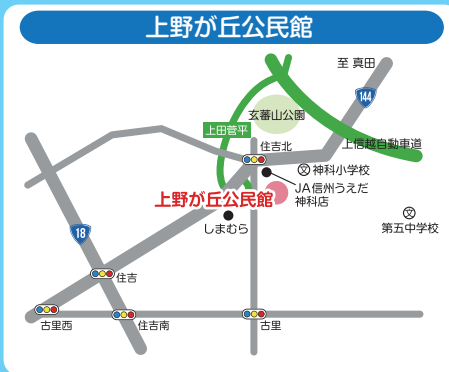 上野が丘公民館
至 真田
144
玄蕃山公園
上田菅平
住吉北
上信越自動車道
文 神科小学校
JA信州うえだ
神科店
上野が丘公民館
文
しまむら
第五中学校
18
住吉
古里西
住吉南
古里